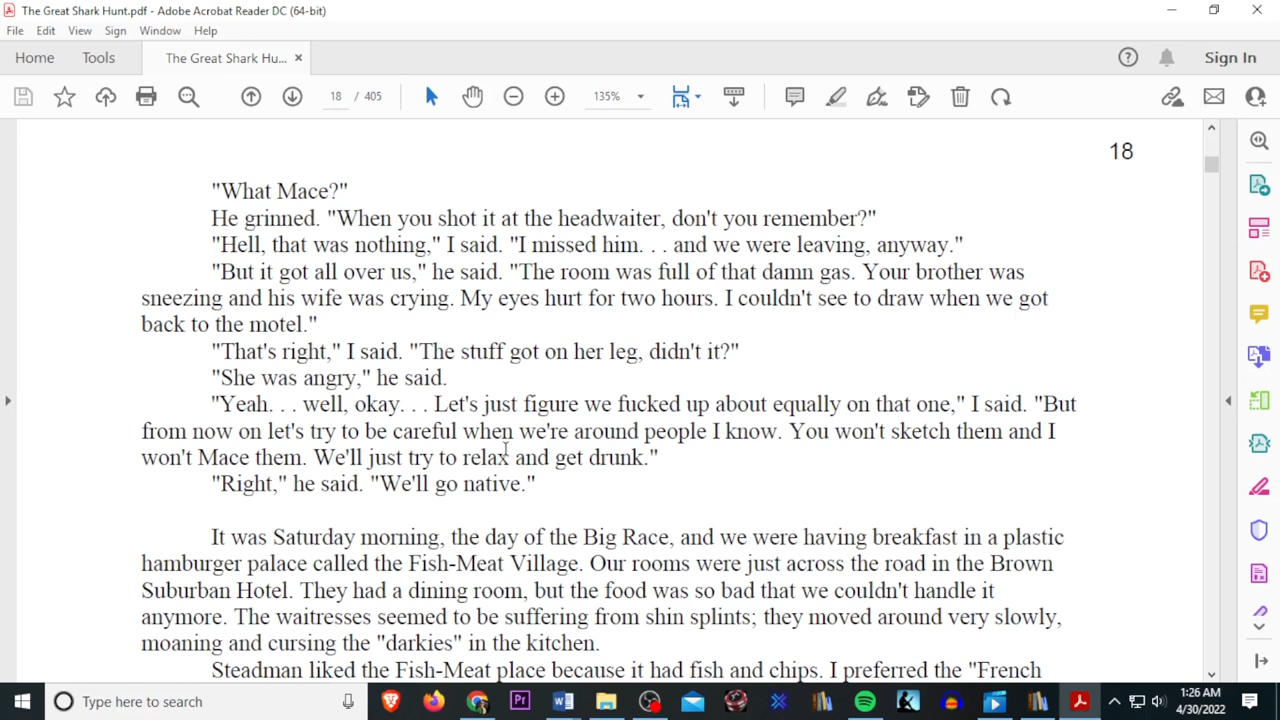 The Great Shark Hunt.pdf - Adobe Acrobat Reader DC (64-bit)
File Edit View Sign Window Help
Home Tools The Great Shark Hu... × Sign In
18 / 405 135%
18
"What Mace?"
He grinned. "When you shot it at the headwaiter, don't you remember?"
"Hell, that was nothing," I said. "I missed him. . . and we were leaving, anyway."
"But it got all over us," he said. "The room was full of that damn gas. Your brother was
sneezing and his wife was crying. My eyes hurt for two hours. I couldn't see to draw when we got
back to the motel."
"That's right," I said. "The stuff got on her leg, didn't it?"
"She was angry," he said.
"Yeah. . . well, okay. . . Let's just figure we fucked up about equally on that one," I said. "But
from now on let's try to be careful when we're around people I know. You won't sketch them and I
won't Mace them. We'll just try to relax and get drunk."
"Right," he said. "We'll go native."
It was Saturday morning, the day of the Big Race, and we were having breakfast in a plastic
hamburger palace called the Fish-Meat Village. Our rooms were just across the road in the Brown
Suburban Hotel. They had a dining room, but the food was so bad that we couldn't handle it
anymore. The waitresses seemed to be suffering from shin splints; they moved around very slowly,
moaning and cursing the "darkies" in the kitchen.
Steadman liked the Fish-Meat place because it had fish and chips. I preferred the "French
Type here to search
1:26 AM
4/30/2022